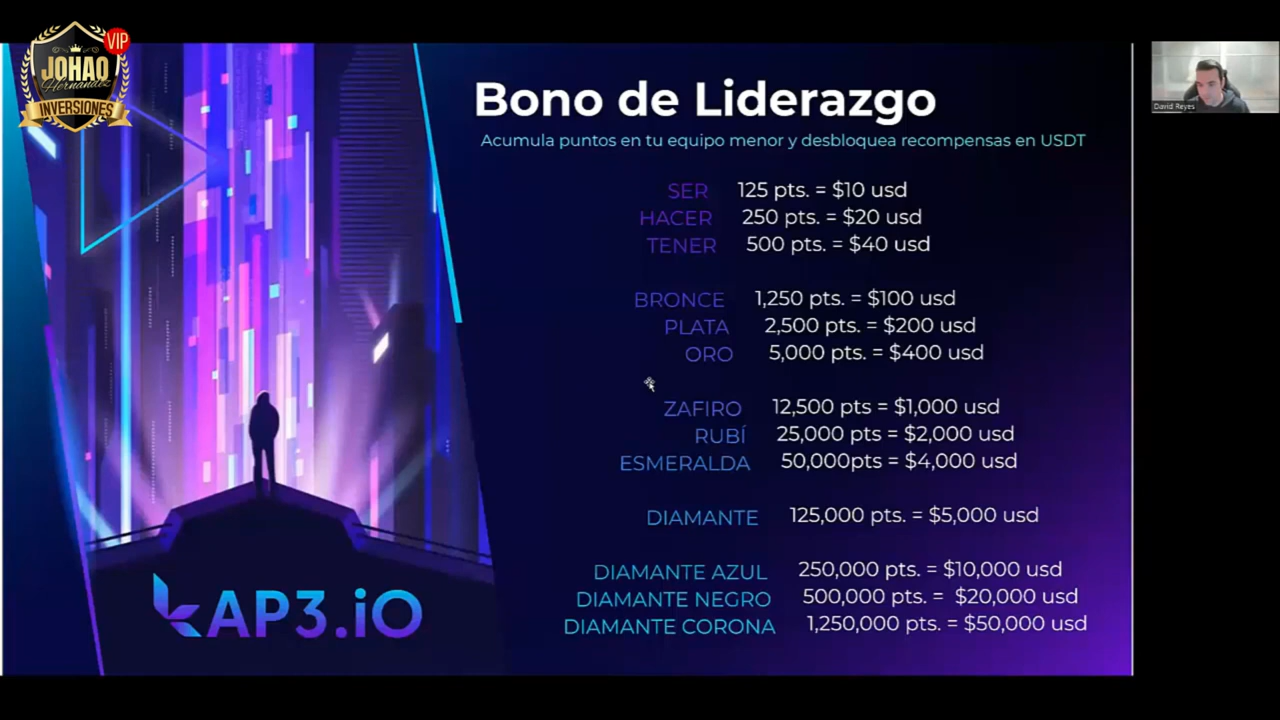 VIP
JOHAO
Hernández
INVERSIONES
Bono de Liderazgo
Acumula puntos en tu equipo menor y desbloquea recompensas en USDT
SER 125 pts. = $10 usd
HACER 250 pts. = $20 usd
TENER 500 pts. = $40 usd
BRONCE 1,250 pts. = $100 usd
PLATA 2,500 pts. = $200 usd
ORO 5,000 pts. = $400 usd
ZAFIRO 12,500 pts = $1,000 usd
RUBÍ 25,000 pts = $2,000 usd
ESMERALDA 50,000pts = $4,000 usd
DIAMANTE 125,000 pts. = $5,000 usd
DIAMANTE AZUL 250,000 pts. = $10,000 usd
DIAMANTE NEGRO 500,000 pts. = $20,000 usd
DIAMANTE CORONA 1,250,000 pts. = $50,000 usd
kAP3.iO
David Reyes